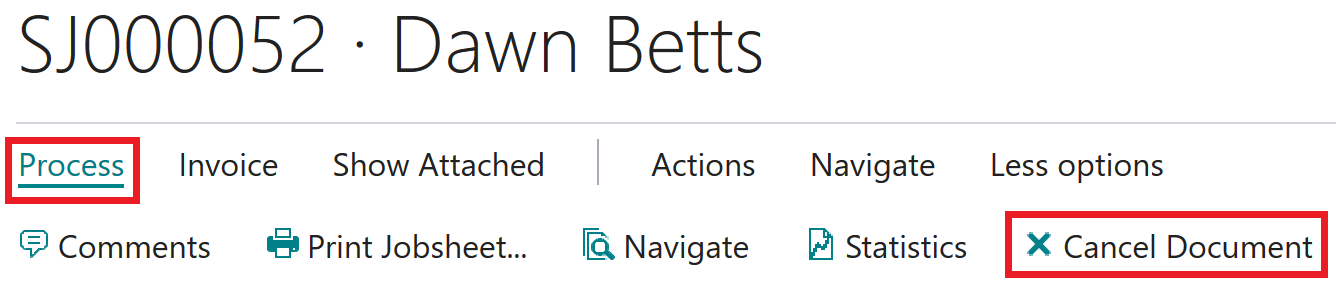 SJ000052 · Dawn Betts
Process Invoice Show Attached Actions Navigate Less options
Comments Print Jobsheet... Navigate Statistics Cancel Document